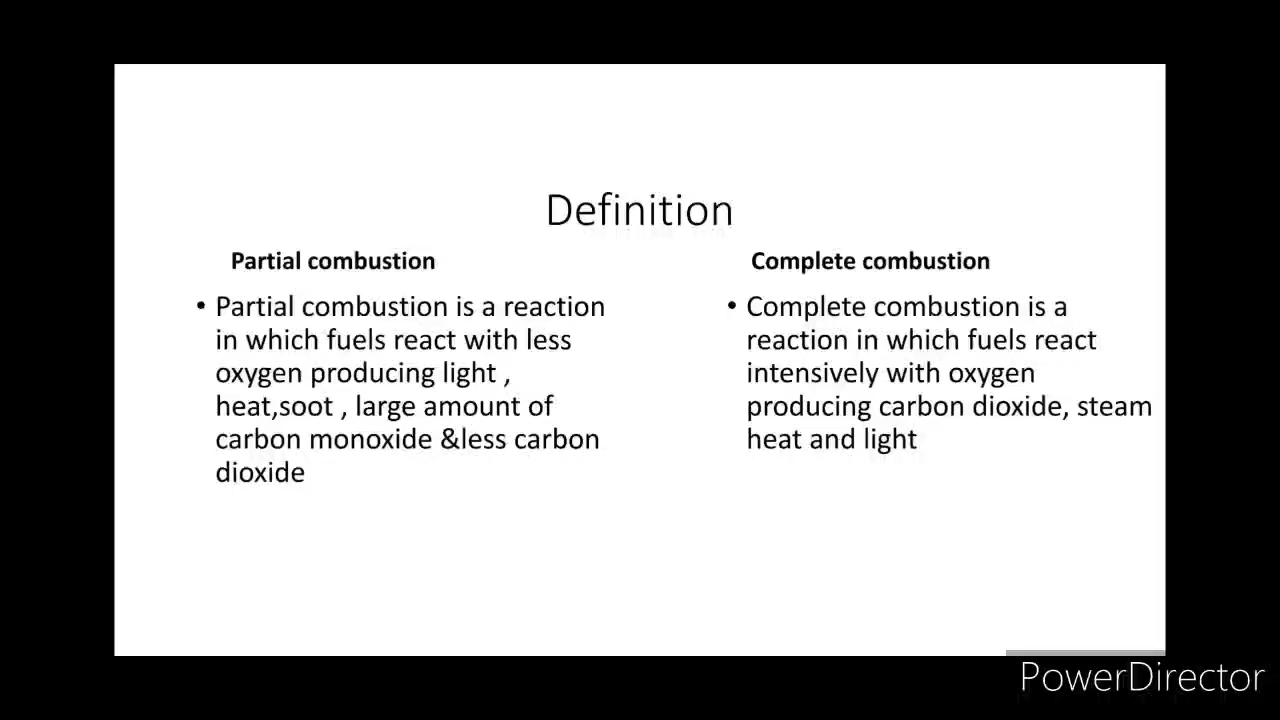 Definition
Partial combustion
• Partial combustion is a reaction
in which fuels react with less
oxygen producing light ,
heat,soot , large amount of
carbon monoxide &less carbon
dioxide
Complete combustion
• Complete combustion is a
reaction in which fuels react
intensively with oxygen
producing carbon dioxide, steam
heat and light
PowerDirector